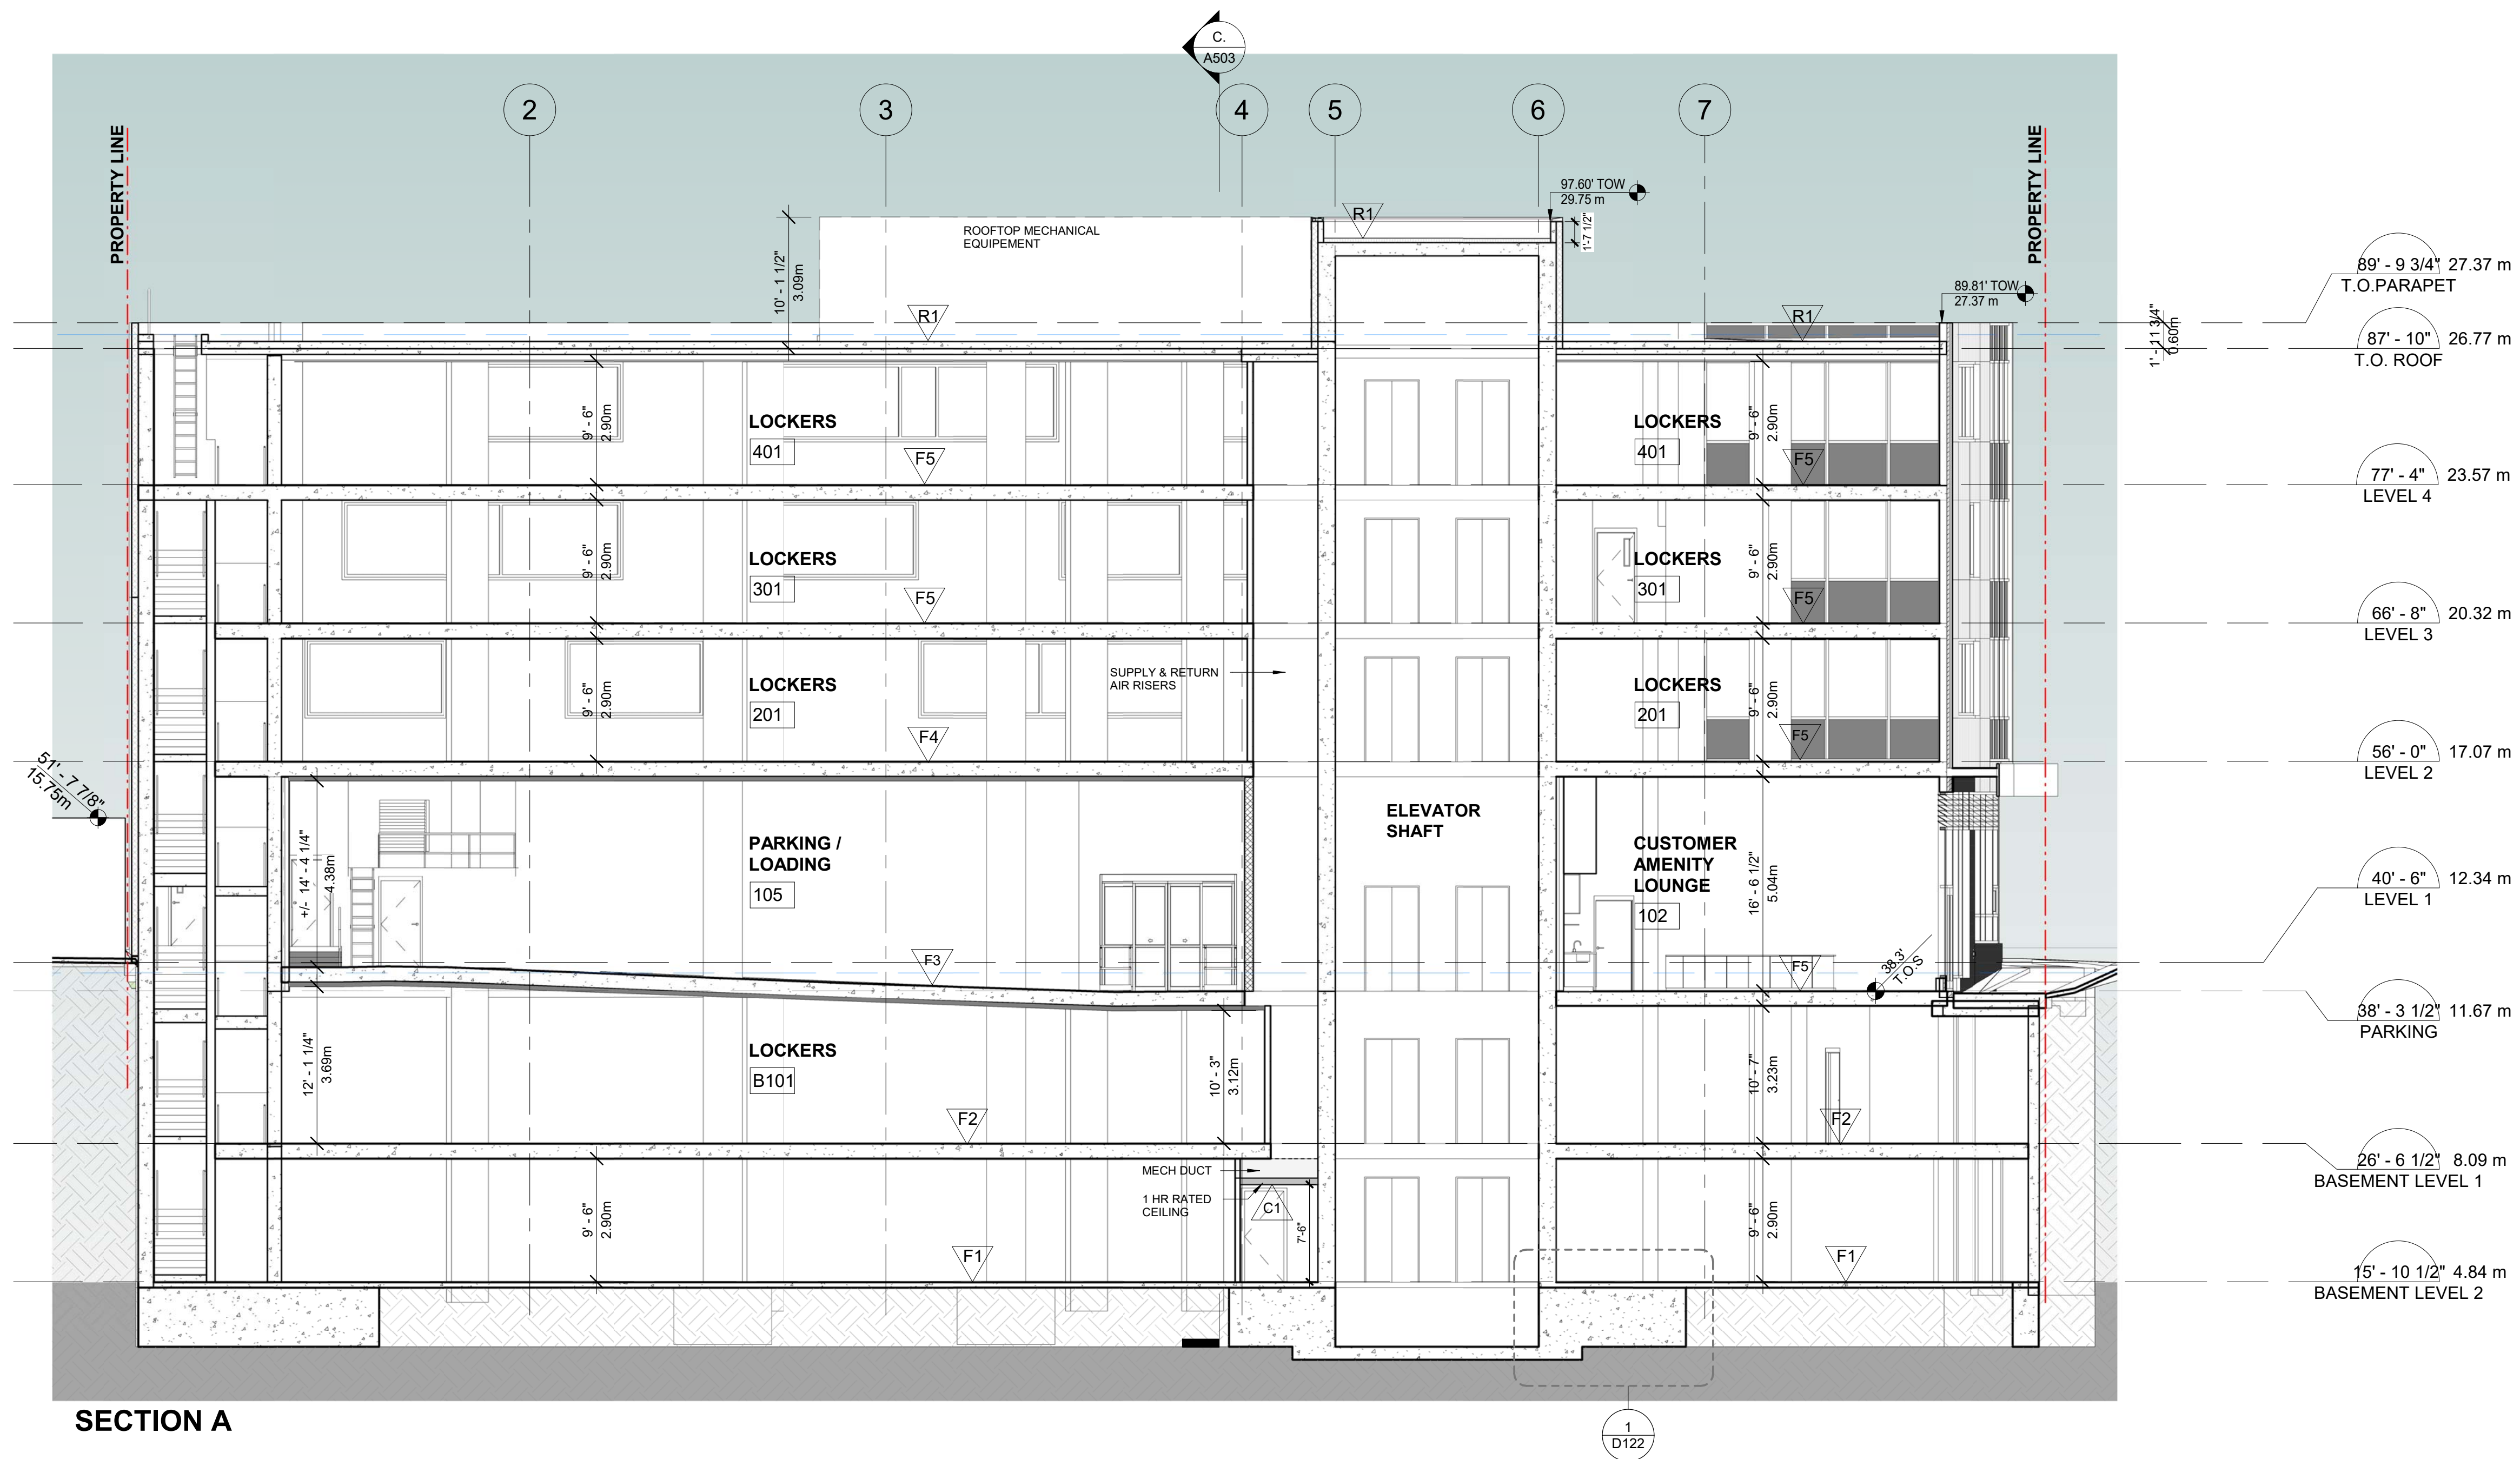 C.
A503
2
3
4
5
6
7
PROPERTY LINE
PROPERTY LINE
97.60' TOW
29.75 m
R1
1'-7 1/2"
ROOFTOP MECHANICAL
EQUIPEMENT
10' - 1 1/2"
3.09m
89.81' TOW
27.37 m
R1
R1
89' - 9 3/4" 27.37 m
T.O.PARAPET
1' - 11 3/4"
0.60m
87' - 10" 26.77 m
T.O. ROOF
9' - 6"
2.90m
LOCKERS
401
F5
LOCKERS
401
9' - 6"
2.90m
F5
77' - 4" 23.57 m
LEVEL 4
9' - 6"
2.90m
LOCKERS
301
F5
LOCKERS
301
9' - 6"
2.90m
F5
66' - 8" 20.32 m
LEVEL 3
9' - 6"
2.90m
LOCKERS
201
F4
SUPPLY & RETURN
AIR RISERS
LOCKERS
201
9' - 6"
2.90m
F5
56' - 0" 17.07 m
LEVEL 2
51' - 7 7/8"
15.75m
+/- 14' - 4 1/4"
4.38m
PARKING /
LOADING
105
F3
ELEVATOR
SHAFT
CUSTOMER
AMENITY
LOUNGE
102
16' - 6 1/2"
5.04m
F5
38.3'
T.O.S
40' - 6" 12.34 m
LEVEL 1
38' - 3 1/2" 11.67 m
PARKING
12' - 1 1/4"
3.69m
LOCKERS
B101
F2
10' - 3"
3.12m
10' - 7"
3.23m
F2
26' - 6 1/2" 8.09 m
BASEMENT LEVEL 1
9' - 6"
2.90m
F1
MECH DUCT
1 HR RATED
CEILING
C1
7'-6"
9' - 6"
2.90m
F1
15' - 10 1/2" 4.84 m
BASEMENT LEVEL 2
SECTION A
1
D122